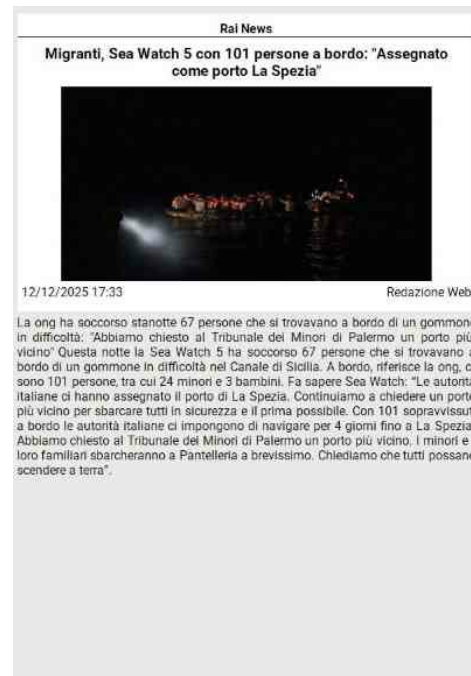 Rai News
Migranti, Sea Watch 5 con 101 persone a bordo: "Assegnato
come porto La Spezia"
12/12/2025 17:33
Redazione Web
La ong ha soccorso stanotte 67 persone che si trovavano a bordo di un gommone
in difficoltà: "Abbiamo chiesto al Tribunale dei Minori di Palermo un porto più
vicino" Questa notte la Sea Watch 5 ha soccorso 67 persone che si trovavano a
bordo di un gommone in difficoltà nel Canale di Sicilia. A bordo, riferisce la ong, c
sono 101 persone, tra cui 24 minori e 3 bambini. Fa sapere Sea Watch: "Le autorità
italiane ci hanno assegnato il porto di La Spezia. Continuiamo a chiedere un porto
più vicino per sbarcare tutti in sicurezza e il prima possibile. Con 101 sopravvissut
a bordo le autorità italiane ci impongono di navigare per 4 giorni fino a La Spezia
Abbiamo chiesto al Tribunale dei Minori di Palermo un porto più vicino. I minori e
loro familiari sbarcheranno a Pantelleria a brevissimo. Chiediamo che tutti possano
scendere a terra".